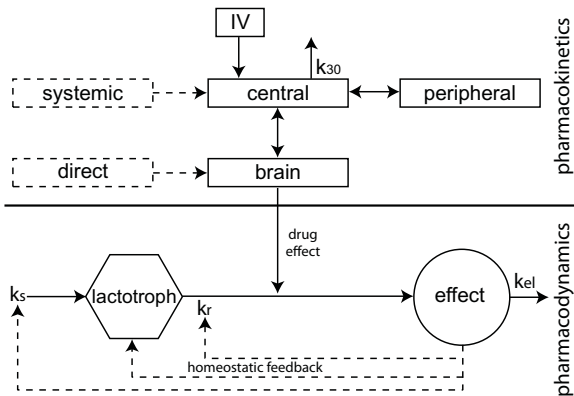 IV
k30
systemic
central
peripheral
direct
brain
pharmacokinetics
drug
effect
ks
lactotroph
kr
effect
kel
homeostatic feedback
pharmacodynamics